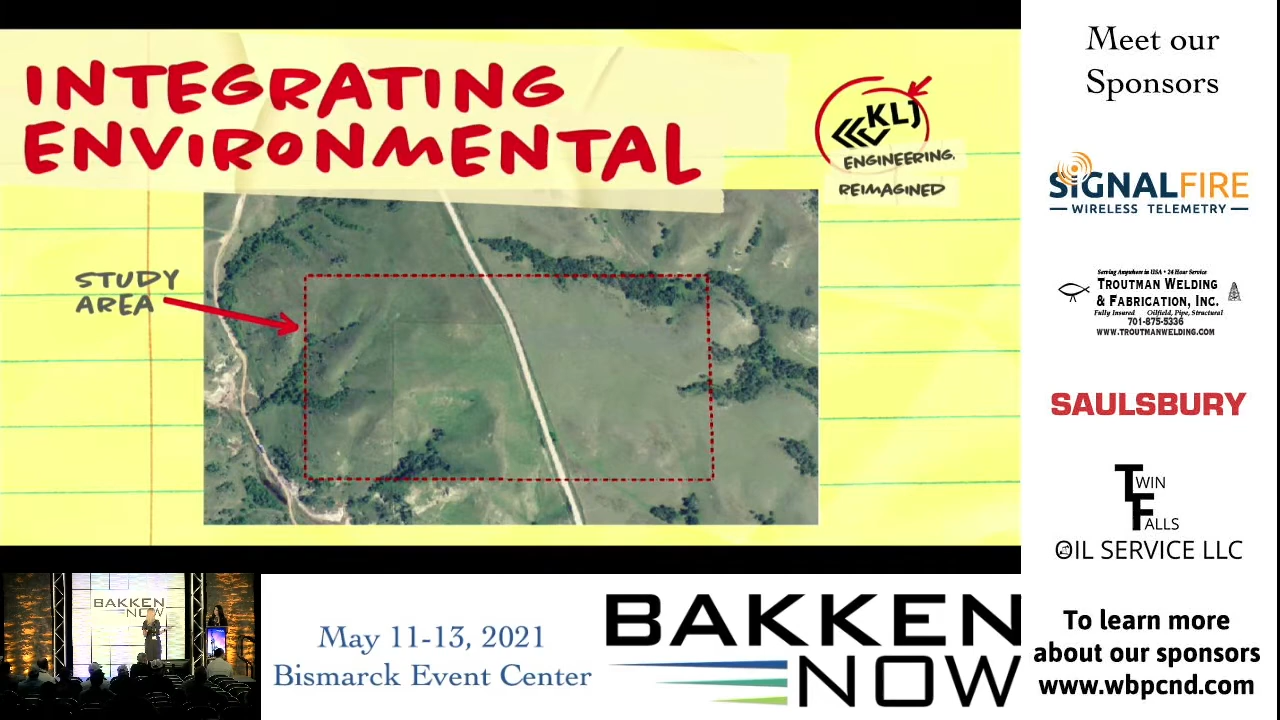 INTEGRATING
ENVIRONMENTAL
KLJ
ENGINEERING,
REIMAGINED
STUDY
AREA
BAKKEN
NOW
May 11-13, 2021
Bismarck Event Center
BAKKEN
NOW
Meet our
Sponsors
SIGNALFIRE
WIRELESS TELEMETRY
Serving Anywhere in USA • 24 Hour Service
TROUTMAN WELDING
& FABRICATION, INC.
Fully Insured Oilfield, Pipe, Structural
701-875-5336
WWW.TROUTMANWELDING.COM
SAULSBURY
TWIN
FALLS
OIL SERVICE LLC
To learn more
about our sponsors
www.wbpcnd.com